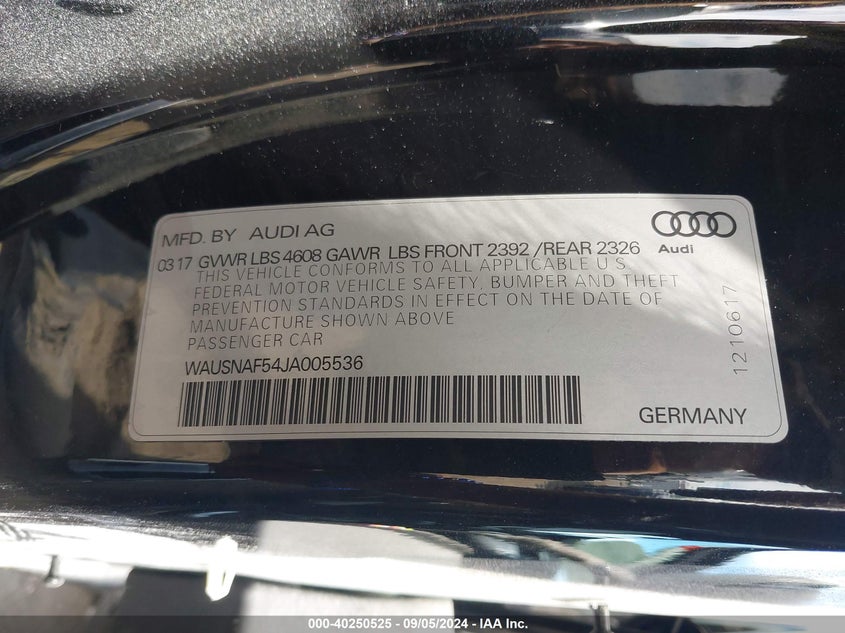 MFD. BY AUDI AG
Audi
03 17 GVWR LBS 4608 GAWR LBS FRONT 2392 /REAR 2326
THIS VEHICLE CONFORMS TO ALL APPLICABLE U.S.
FEDERAL MOTOR VEHICLE SAFETY, BUMPER AND THEFT
PREVENTION STANDARDS IN EFFECT ON THE DATE OF
MANUFACTURE SHOWN ABOVE
PASSENGER CAR
WAUSNAF54JA005536
1210617
GERMANY
000-40250525 - 09/05/2024 - IAA Inc.